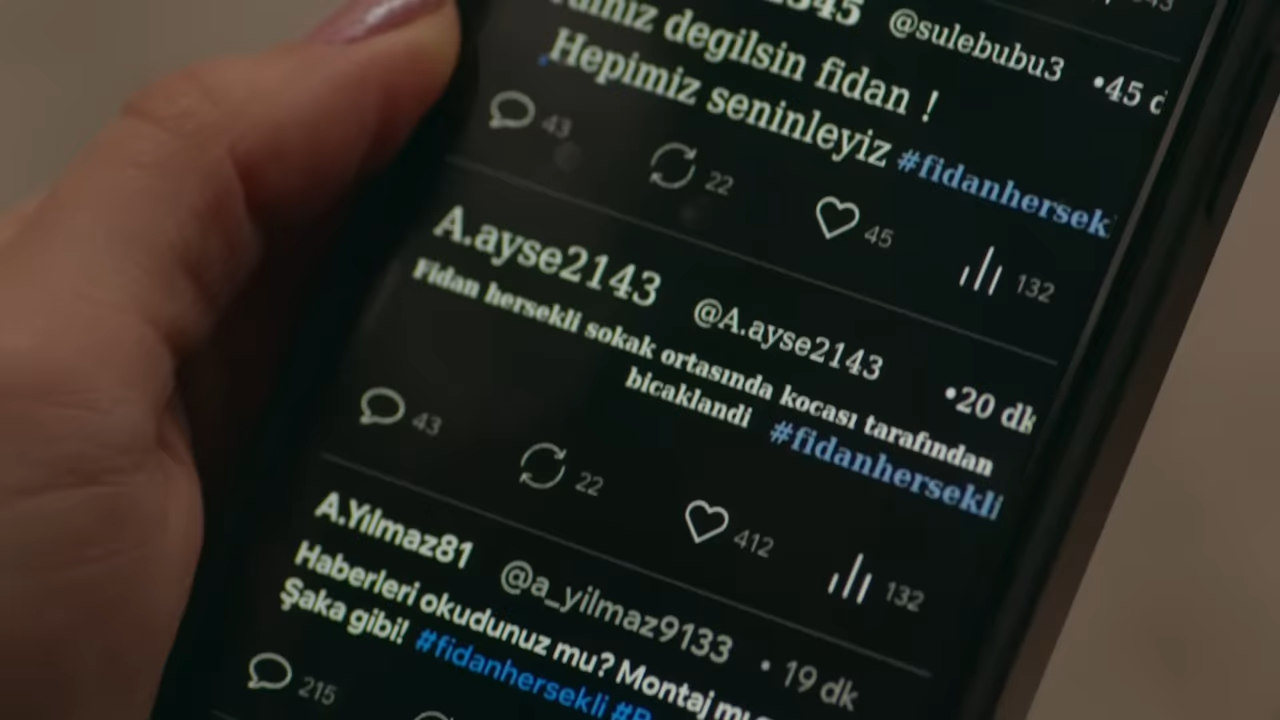 @sulebubu3 •45
degilsin fidan !
Hepimiz seninleyiz #fidanhersek
43 22 45 132
A.ayse2143 @A.ayse2143 •20 dk
Fidan hersekli sokak ortasında kocası tarafından
bicaklandi #fidanhersekli
43 22 412 132
A.Yılmaz81 @a_yilmaz9133 • 19 dk
Haberleri okudunuz mu? Montaj
Şaka gibi! #fidanhersekli
215